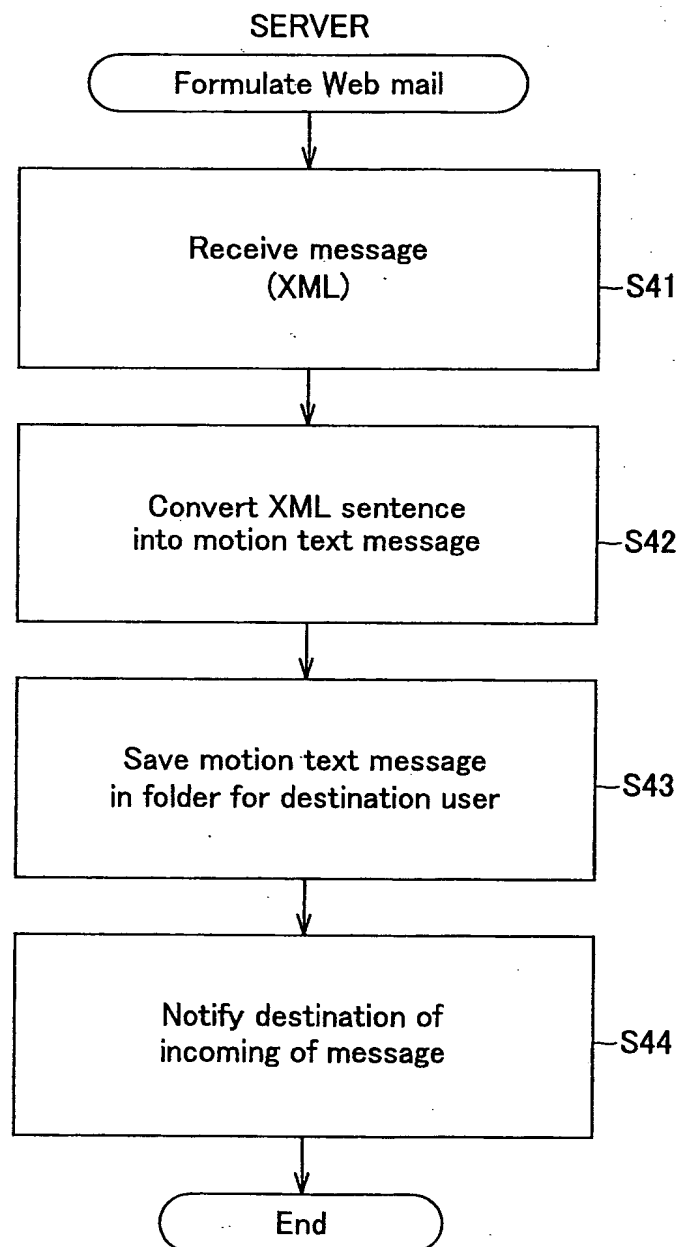 SERVER
Formulate Web mail
Receive message
(XML)
S41
Convert XML sentence
into motion text message
S42
Save motion text message
in folder for destination user
S43
Notify destination of
incoming of message
S44
End